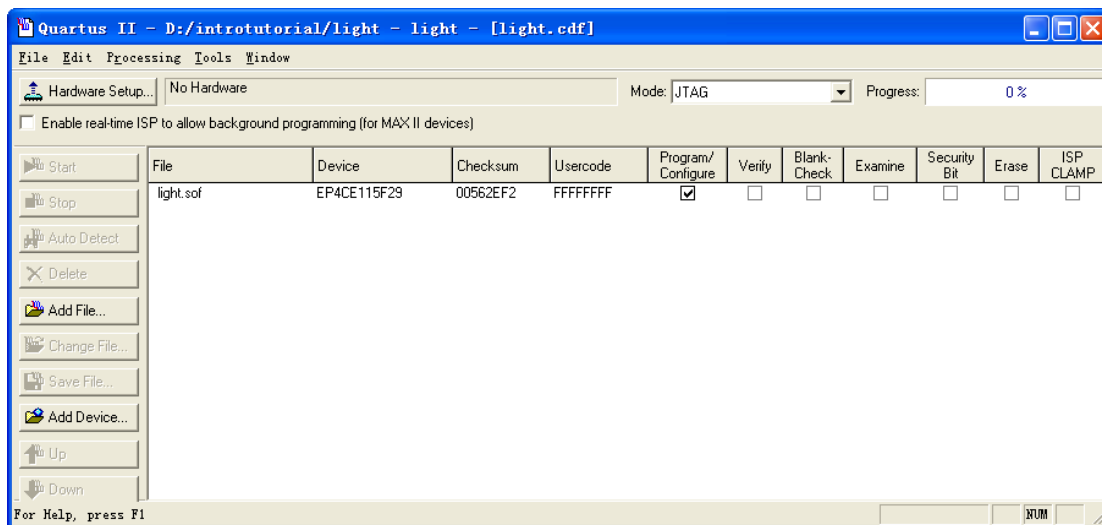 Quartus II - D:/introtutorial/light - light - [light.cdf]
File Edit Processing Tools Window
Hardware Setup... No Hardware Mode: JTAG Progress: 0 %
Enable real-time ISP to allow background programming (for MAX II devices)
Start
File Device Checksum Usercode Program/ Configure Verify Blank- Check Examine Security Bit Erase ISP CLAMP
light.sof EP4CE115F29 00562EF2 FFFFFFFF
Stop
Auto Detect
Delete
Add File...
Change File...
Save File...
Add Device...
Up
Down
For Help, press F1 NUM